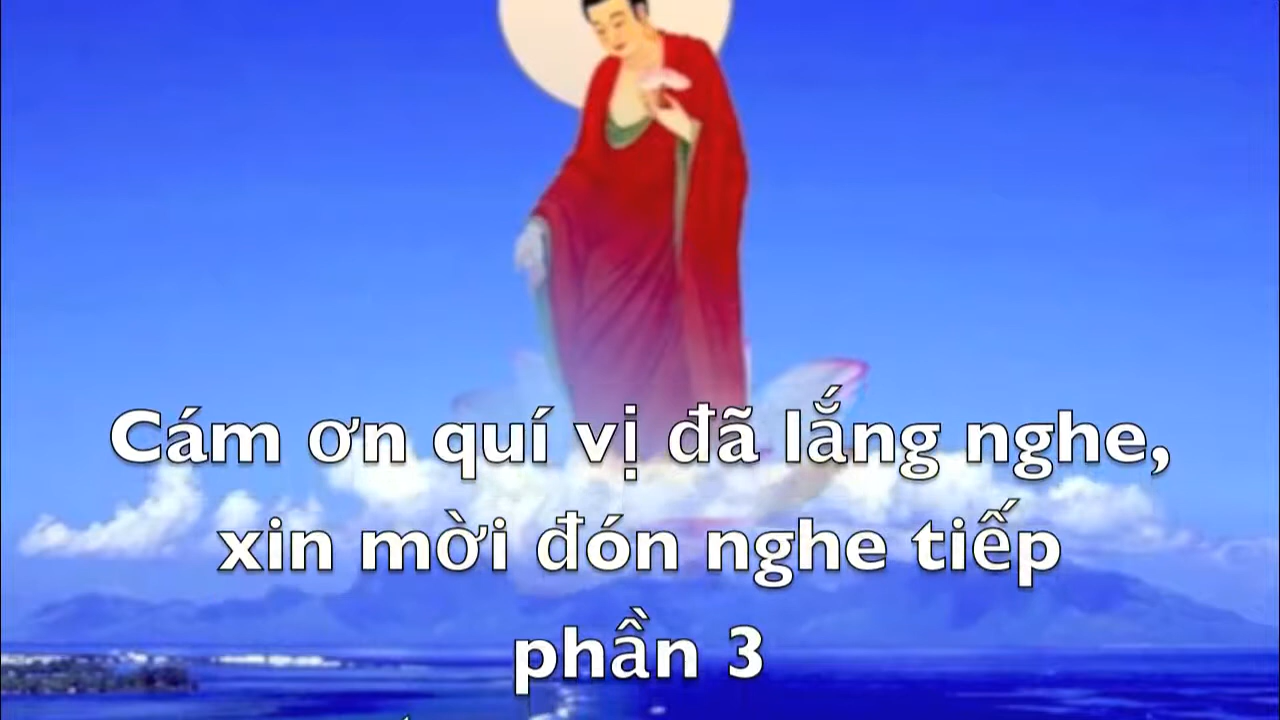 Cám ơn quí vị đã lắng nghe,
xin mời đón nghe tiếp
phần 3